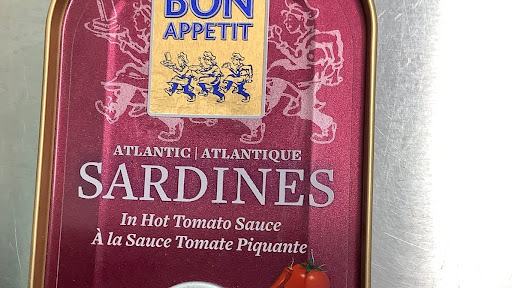 BON
APPETIT
ATLANTIC | ATLANTIQUE
SARDINES
In Hot Tomato Sauce
À la Sauce Tomate Piquante